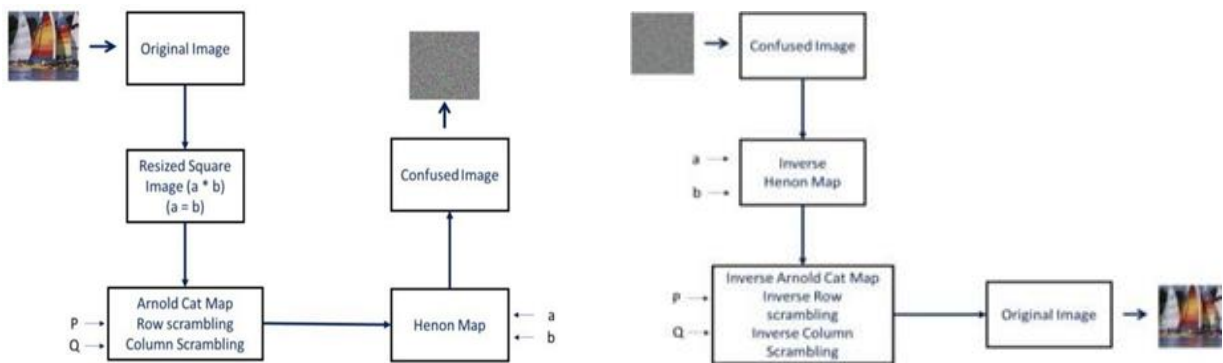 Original Image
Resized Square
Image (a * b)
(a = b)
Arnold Cat Map
Row scrambling
Column Scrambling
P
Q
Henon Map
a
b
Confused Image
Confused Image
Inverse
Henon Map
a
b
Inverse Arnold Cat Map
Inverse Row
scrambling
Inverse Column
Scrambling
P
Q
Original Image